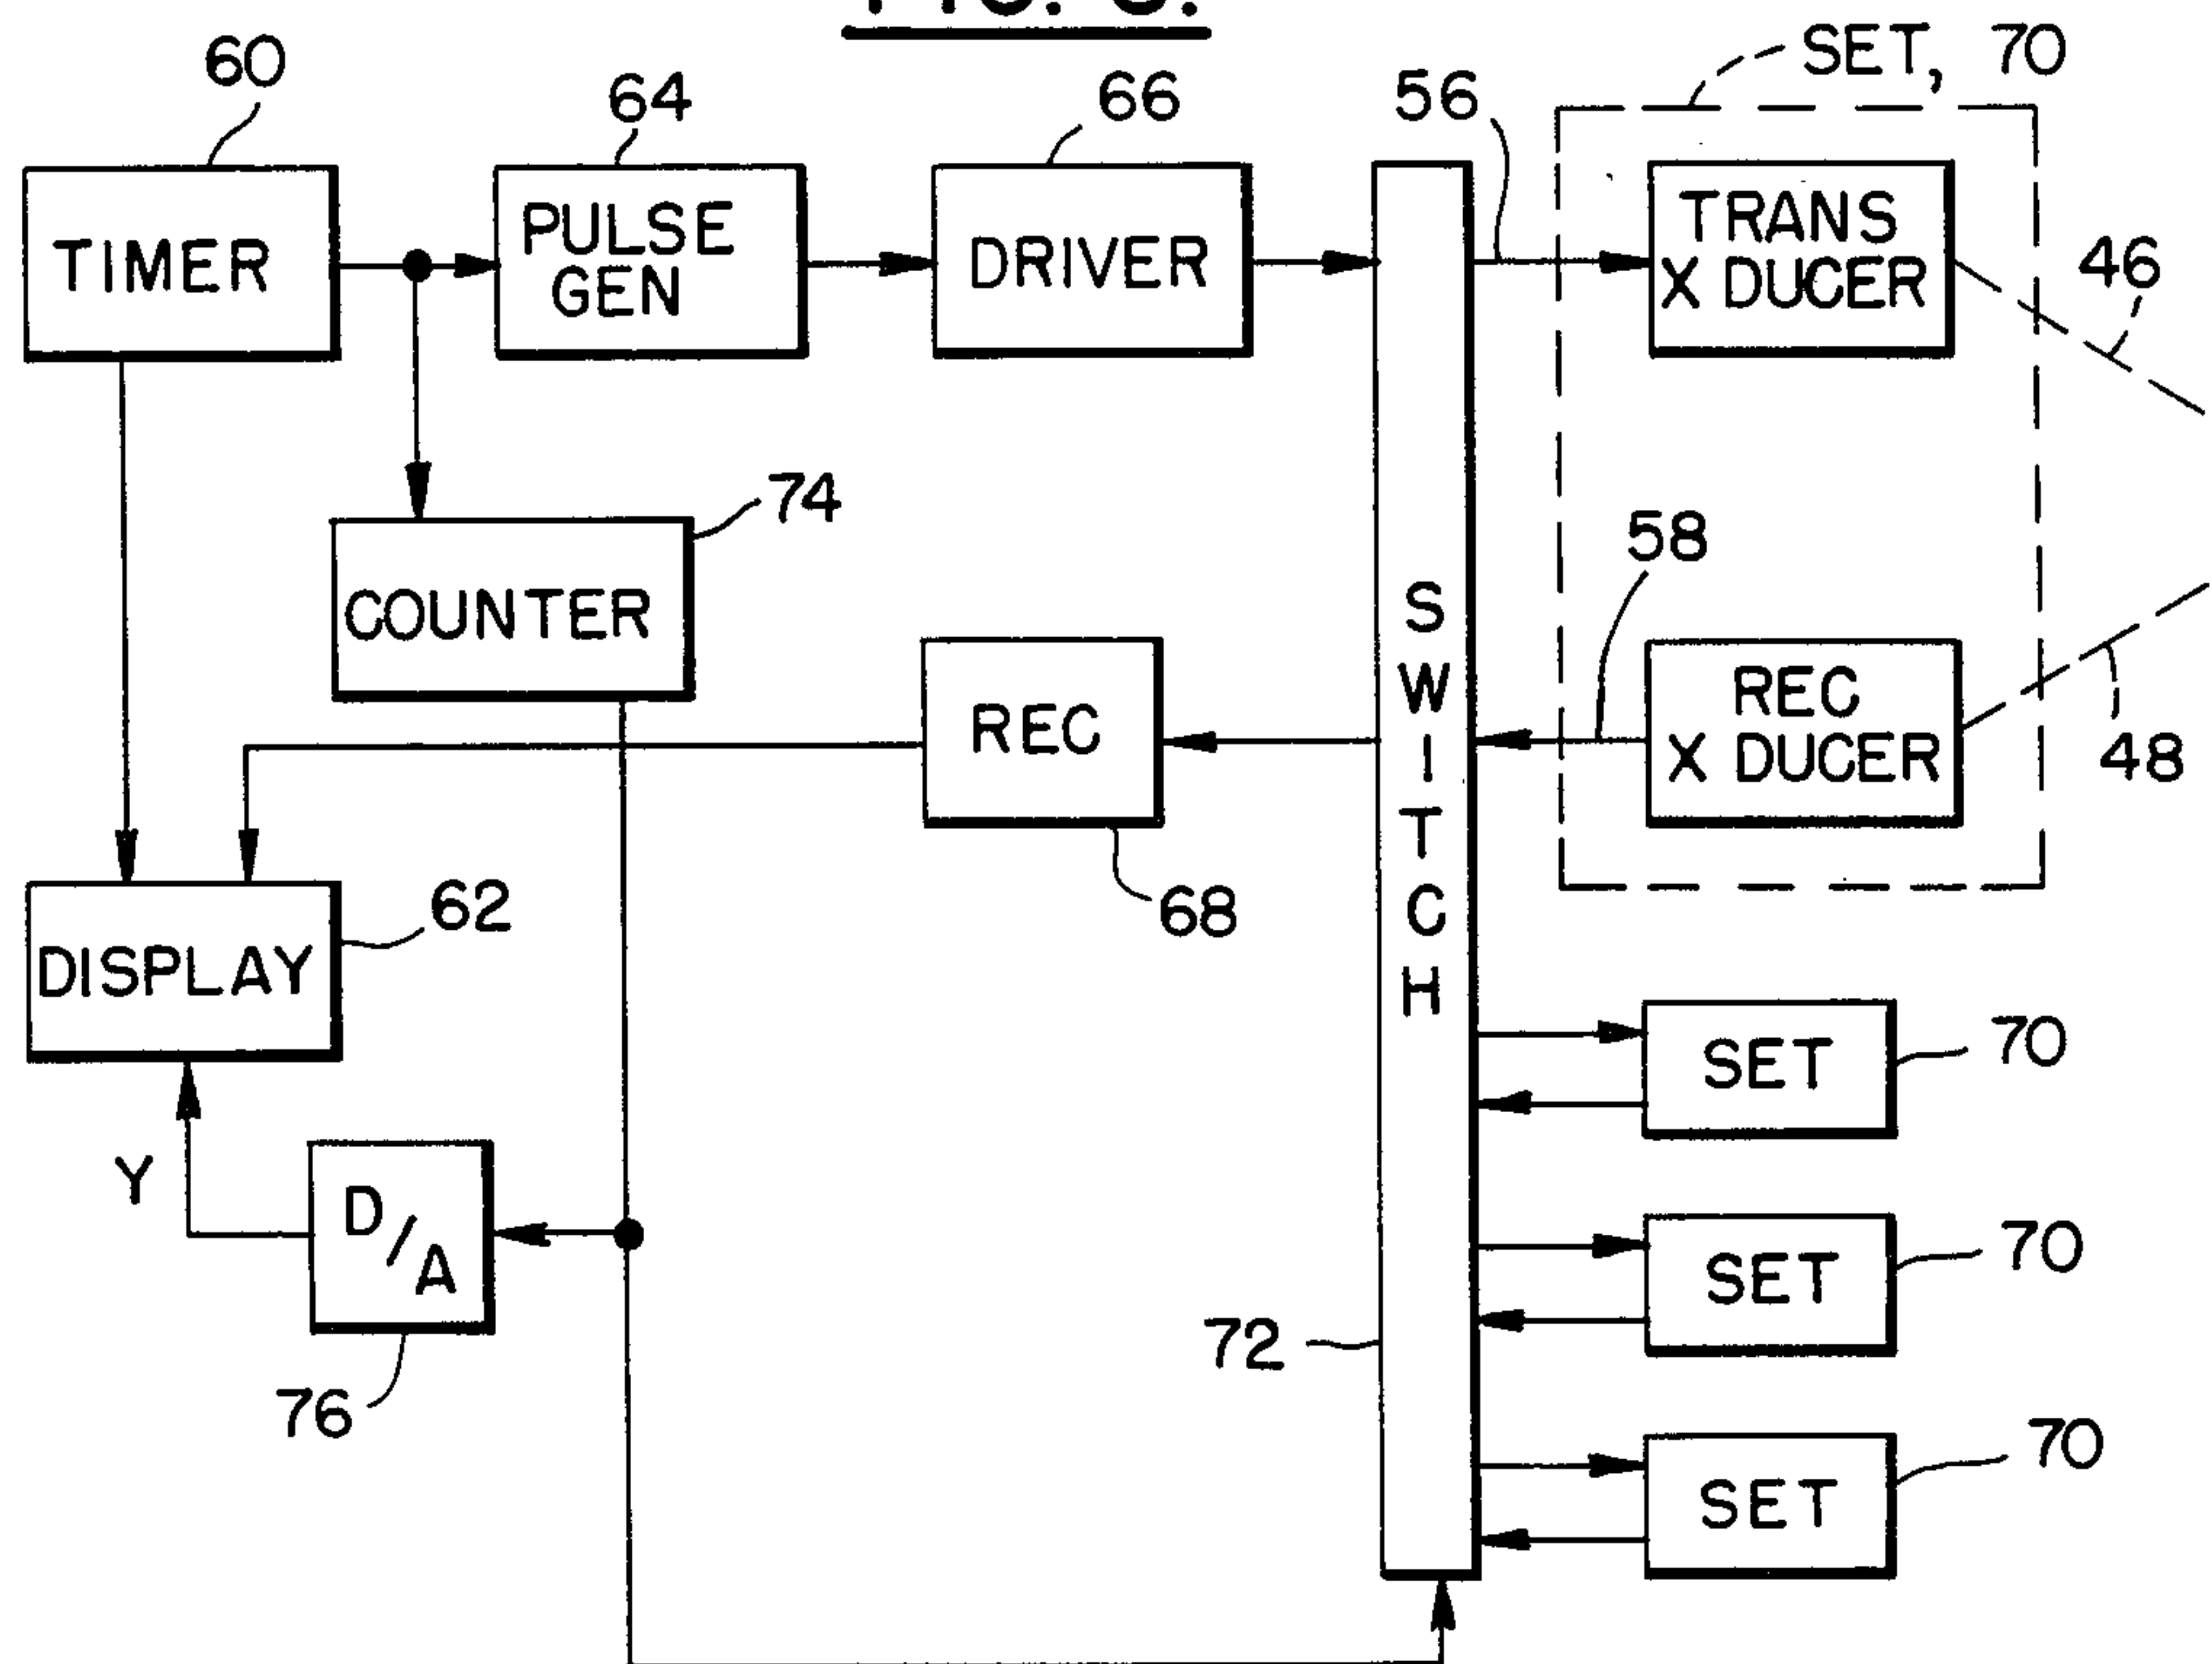 60
64
66
56
SET, 70
TIMER
PULSE
GEN
DRIVER
TRANS
X DUCER
46
74
COUNTER
58
REC
SWITCH
REC
X DUCER
48
68
62
DISPLAY
SET
70
Y
D/A
SET
70
72
76
SET
70